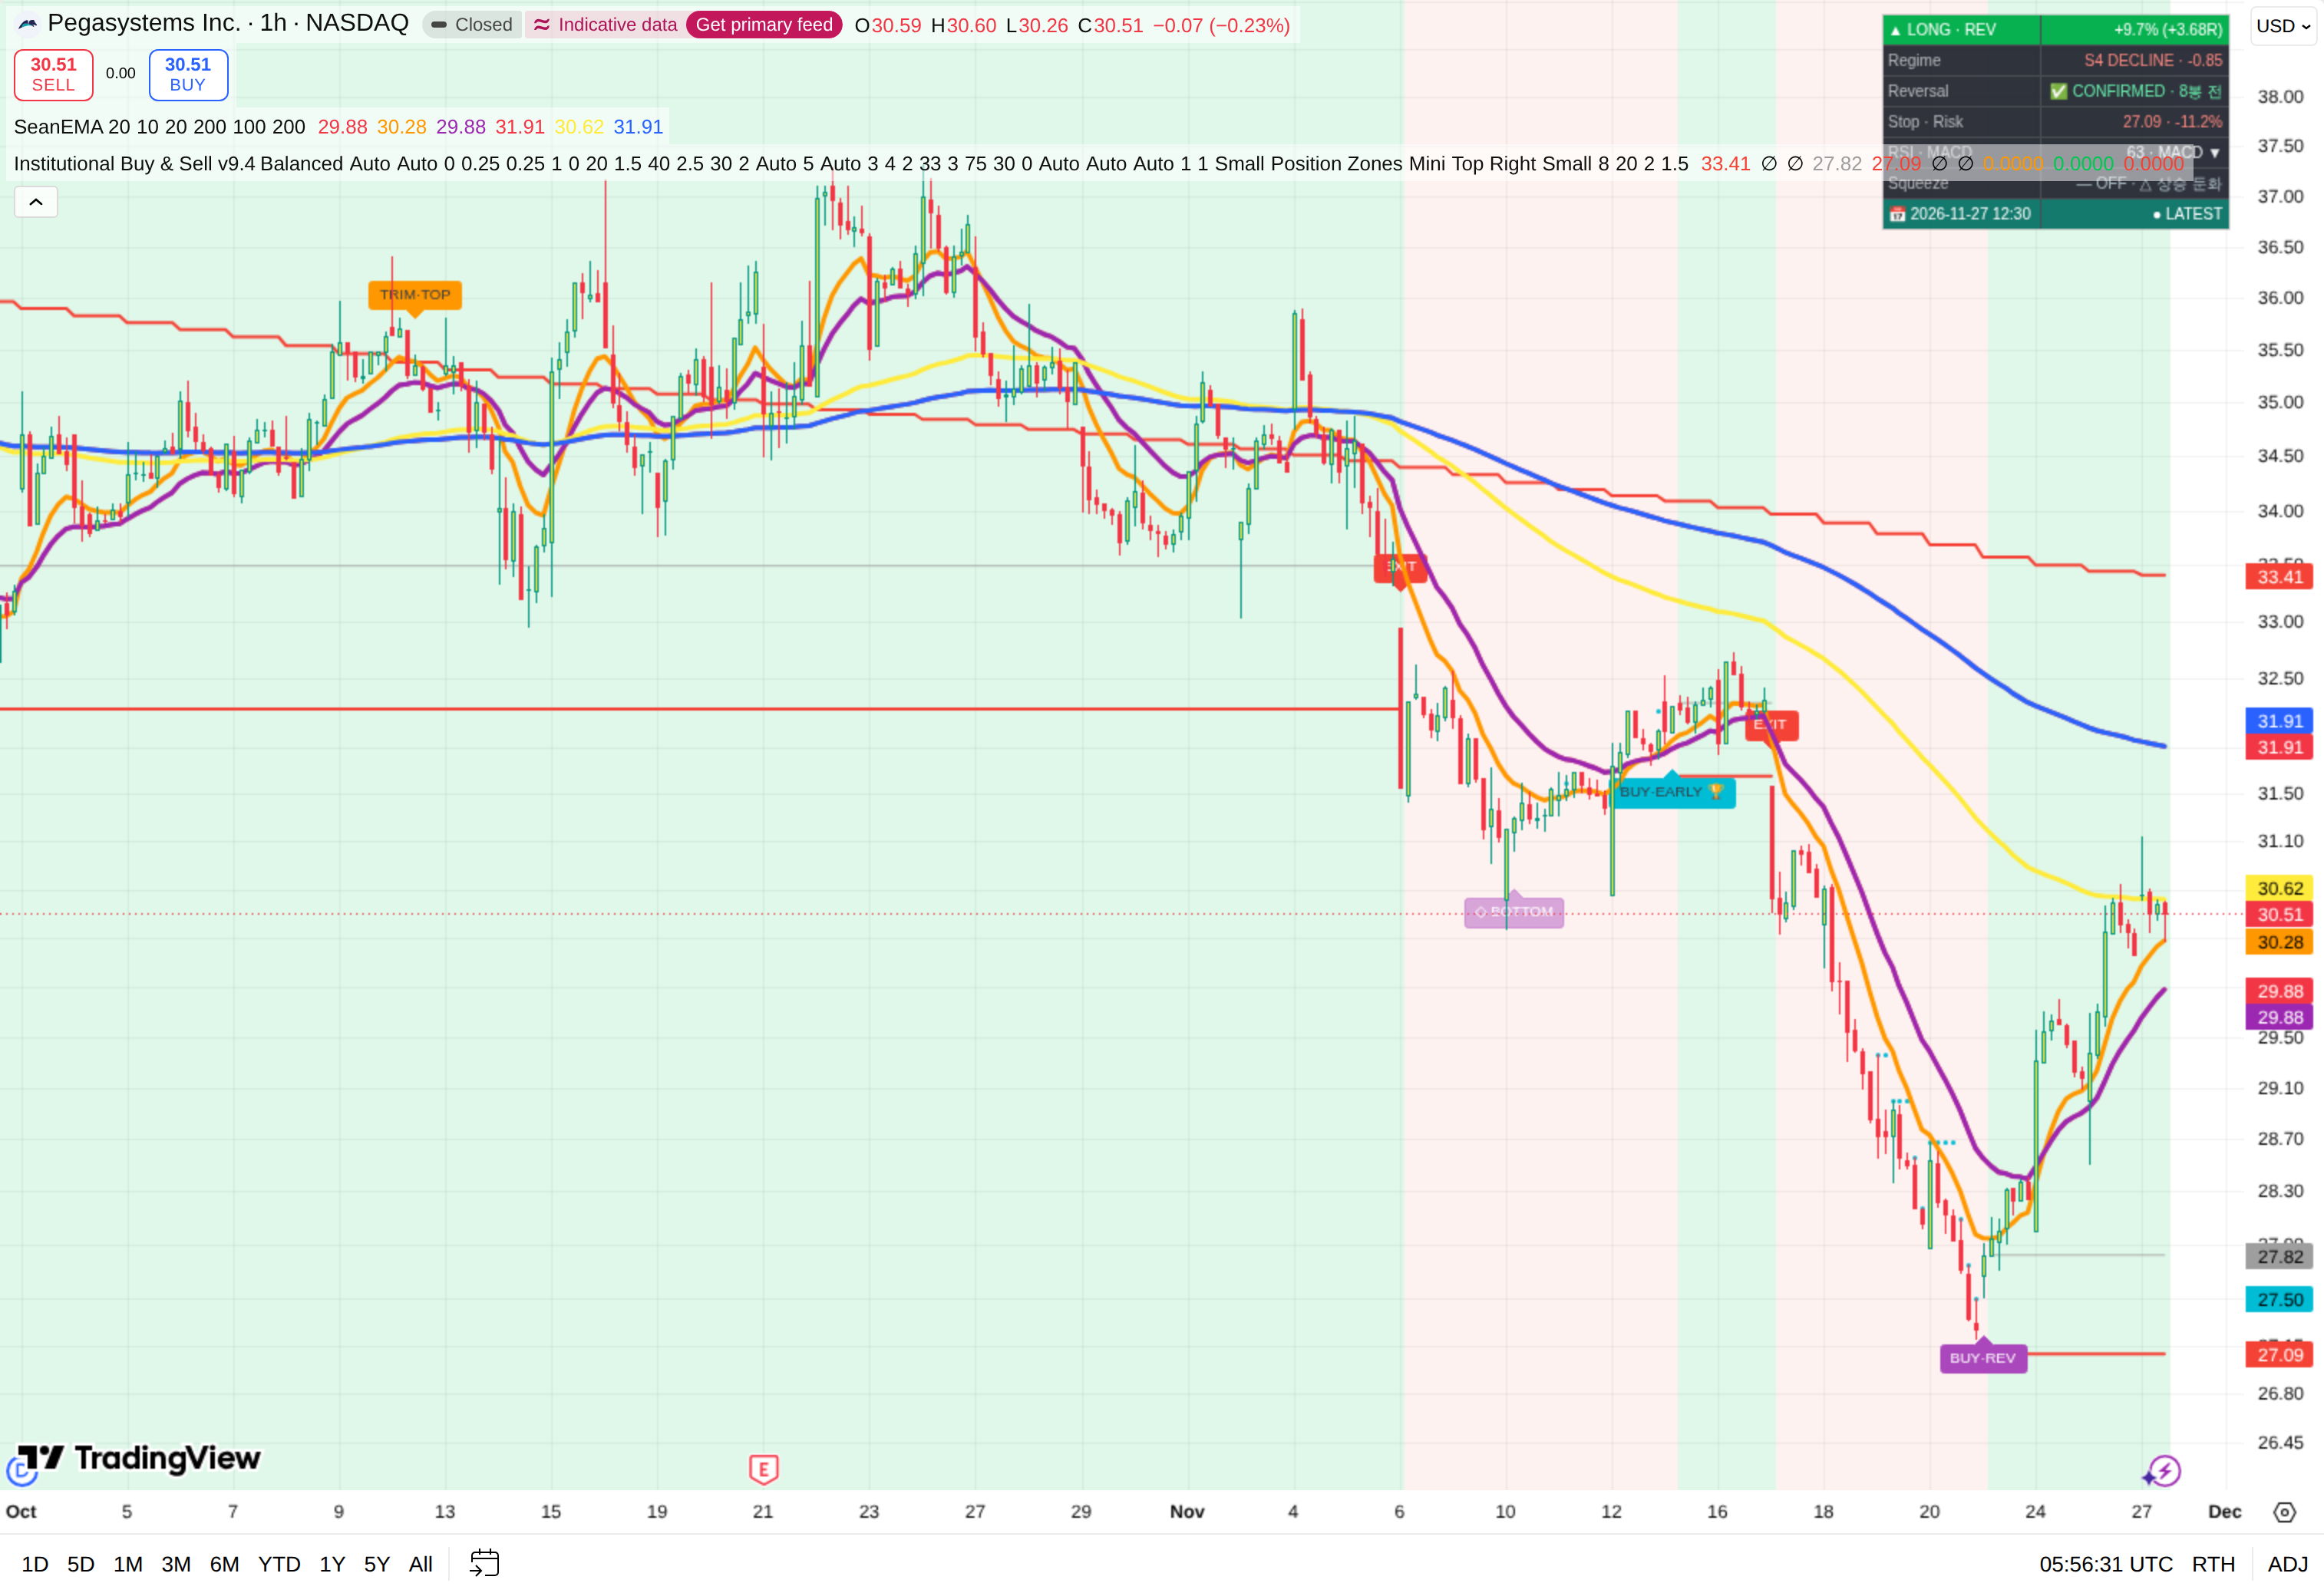 Pegasystems Inc. · 1h · NASDAQ Closed Indicative data Get primary feed O30.59 H30.60 L30.26 C30.51 −0.07 (−0.23%)
30.51 SELL 0.00 30.51 BUY
SeanEMA 20 10 20 200 100 200 29.88 30.28 29.88 31.91 30.62 31.91
Institutional Buy & Sell v9.4 Balanced Auto Auto 0 0.25 0.25 1 0 20 1.5 40 2.5 30 2 Auto 5 Auto 3 4 2 33 3 75 30 0 Auto Auto Auto 1 1 Small Position Zones Mini Top Right Small 8 20 2 1.5 33.41 ∅ ∅ 27.82 27.09 ∅ ∅ 0.0000 0.0000 0.0000
▲ LONG · REV +9.7% (+3.68R)
Regime S4 DECLINE · -0.85
Reversal ✅ CONFIRMED · 8봉 전
Stop · Risk 27.09 · -11.2%
RSI · MACD 63 · MACD ▼
Squeeze — OFF · △ 상승 둔화
📅 2026-11-27 12:30 ● LATEST
USD
38.00
37.50
37.00
36.50
36.00
35.50
35.00
34.50
34.00
33.41
33.00
32.50
31.91
31.91
31.50
31.10
30.62
30.51
30.28
29.88
29.88
29.50
29.10
28.70
28.30
27.82
27.50
27.09
26.80
26.45
TRIM·TOP
EXIT
EXIT
BUY·EARLY 🏆
◇ BOTTOM
BUY·REV
TradingView
D
E
Oct 5 7 9 13 15 19 21 23 27 29 Nov 4 6 10 12 16 18 20 24 27 Dec
1D 5D 1M 3M 6M YTD 1Y 5Y All 05:56:31 UTC RTH ADJ